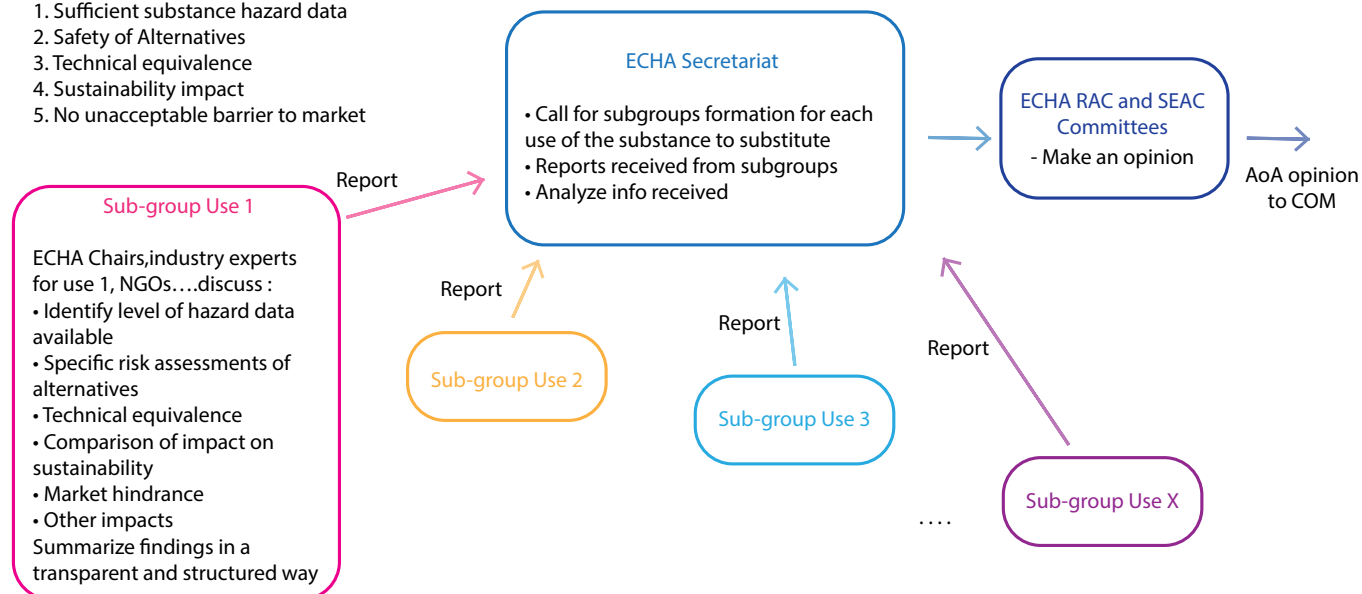 1. Sufficient substance hazard data
2. Safety of Alternatives
3. Technical equivalence
4. Sustainability impact
5. No unacceptable barrier to market
ECHA Secretariat
• Call for subgroups formation for each
use of the substance to substitute
• Reports received from subgroups
• Analyze info received
ECHA RAC and SEAC
Committees
- Make an opinion
AoA opinion
to COM
Report
Sub-group Use 1
ECHA Chairs,industry experts
for use 1, NGOs....discuss :
• Identify level of hazard data
available
• Specific risk assessments of
alternatives
• Technical equivalence
• Comparison of impact on
sustainability
• Market hindrance
• Other impacts
Summarize findings in a
transparent and structured way
Report
Sub-group Use 2
Report
Sub-group Use 3
Report
Sub-group Use X
....